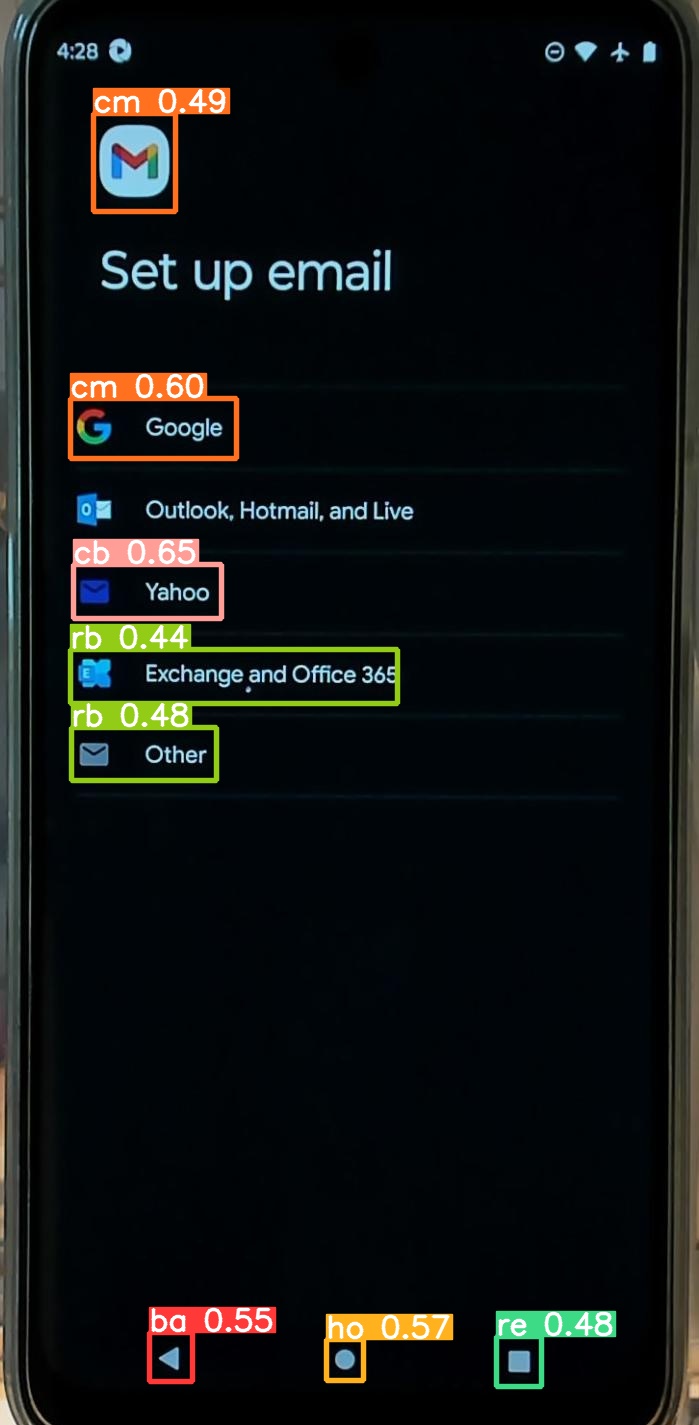 4:28
cm 0.49
Set up email
cm 0.60
Google
Outlook, Hotmail, and Live
cb 0.65
Yahoo
rb 0.44
Exchange and Office 365
rb 0.48
Other
ba 0.55
ho 0.57
re 0.48